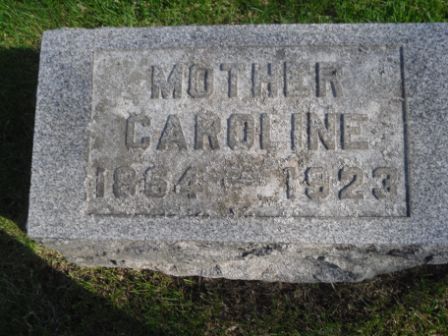 MOTHER
CAROLINE
1864 – 1923